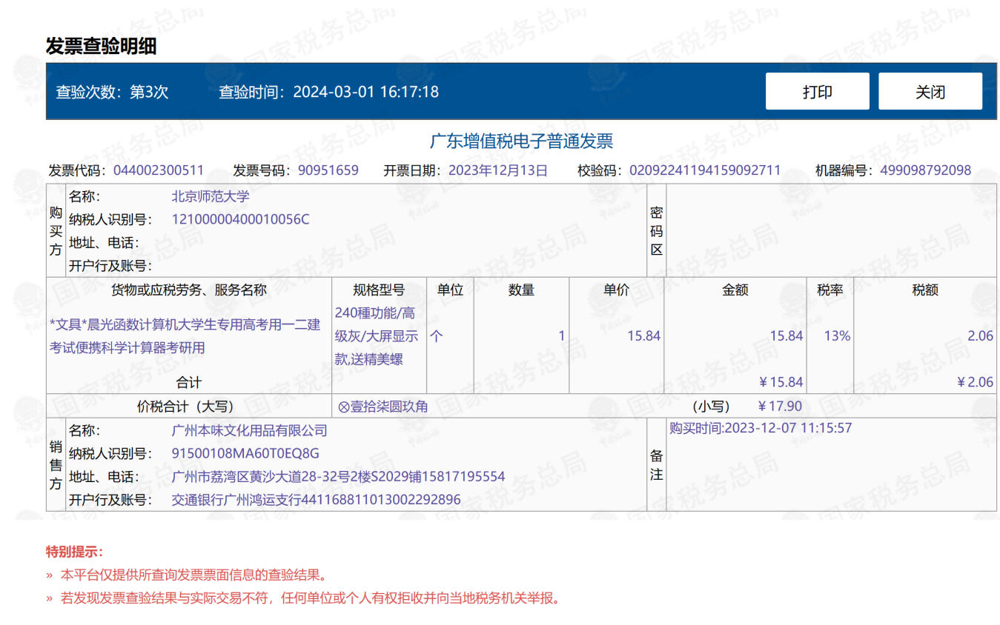 发票查验明细
查验次数：第3次 查验时间：2024-03-01 16:17:18 打印 关闭
广东增值税电子普通发票
发票代码：044002300511 发票号码：90951659 开票日期：2023年12月13日 校验码：02092241194159092711 机器编号：499098792098
购买方
名称： 北京师范大学
纳税人识别号： 12100000400010056C
地址、电话：
开户行及账号：
密码区
货物或应税劳务、服务名称 规格型号 单位 数量 单价 金额 税率 税额
*文具*晨光函数计算机大学生专用高考用一二建
考试便携科学计算器考研用
240種功能/高
级灰/大屏显示
款,送精美螺
个 1 15.84 15.84 13% 2.06
合计 ￥15.84 ￥2.06
价税合计（大写） ⊗壹拾柒圆玖角 （小写） ￥17.90
销售方
名称： 广州本味文化用品有限公司
纳税人识别号： 91500108MA60T0EQ8G
地址、电话： 广州市荔湾区黄沙大道28-32号2楼S2029铺15817195554
开户行及账号： 交通银行广州鸿运支行441168811013002292896
备注
购买时间:2023-12-07 11:15:57
特别提示：
» 本平台仅提供所查询发票票面信息的查验结果。
» 若发现发票查验结果与实际交易不符，任何单位或个人有权拒收并向当地税务机关举报。
国家税务总局